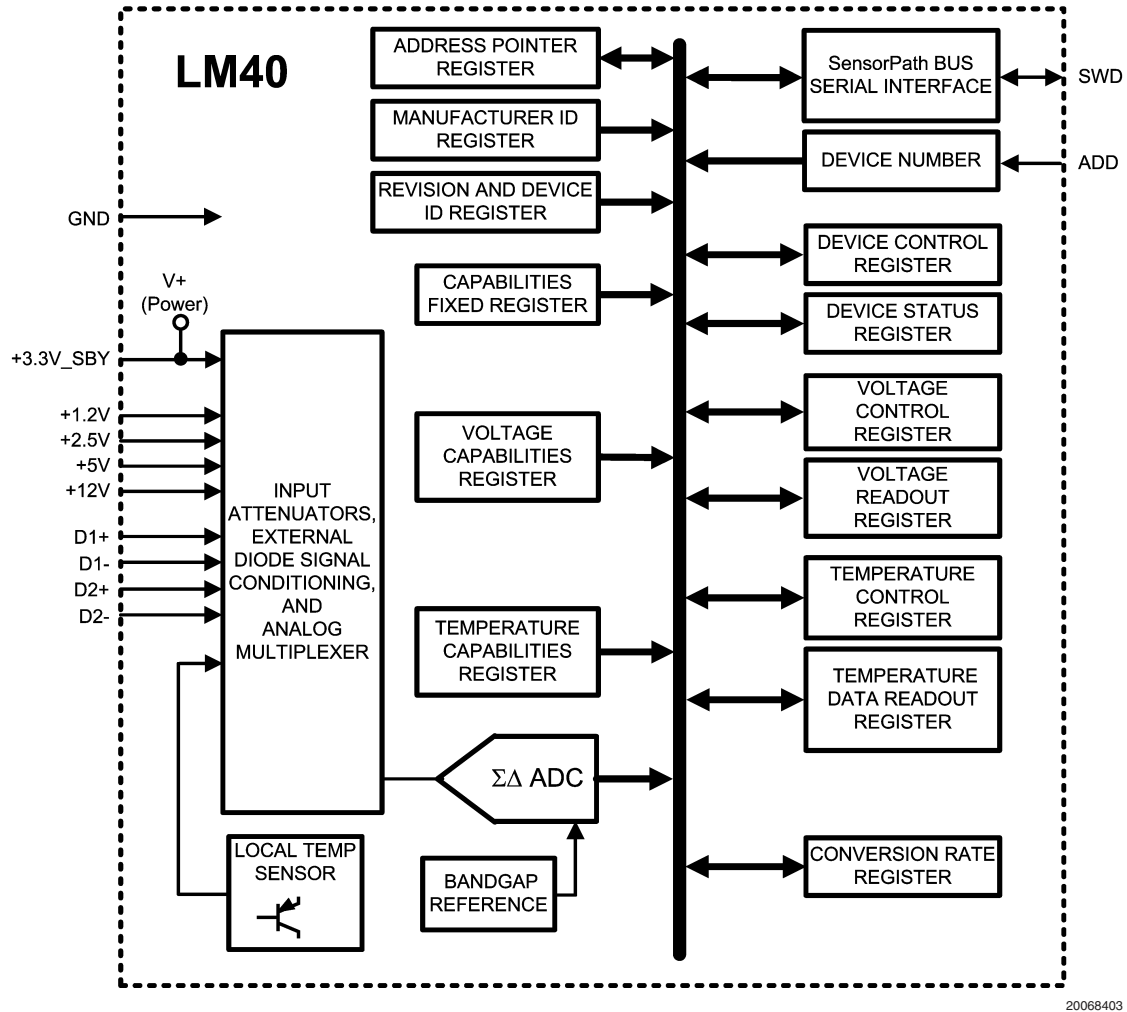 LM40
ADDRESS POINTER
REGISTER
MANUFACTURER ID
REGISTER
REVISION AND DEVICE
ID REGISTER
CAPABILITIES
FIXED REGISTER
VOLTAGE
CAPABILITIES
REGISTER
TEMPERATURE
CAPABILITIES
REGISTER
ΣΔ ADC
BANDGAP
REFERENCE
SensorPath BUS
SERIAL INTERFACE
SWD
DEVICE NUMBER
ADD
DEVICE CONTROL
REGISTER
DEVICE STATUS
REGISTER
VOLTAGE
CONTROL
REGISTER
VOLTAGE
READOUT
REGISTER
TEMPERATURE
CONTROL
REGISTER
TEMPERATURE
DATA READOUT
REGISTER
CONVERSION RATE
REGISTER
GND
V+
(Power)
+3.3V_SBY
+1.2V
+2.5V
+5V
+12V
D1+
D1-
D2+
D2-
INPUT
ATTENUATORS,
EXTERNAL
DIODE SIGNAL
CONDITIONING,
AND
ANALOG
MULTIPLEXER
LOCAL TEMP
SENSOR
20068403